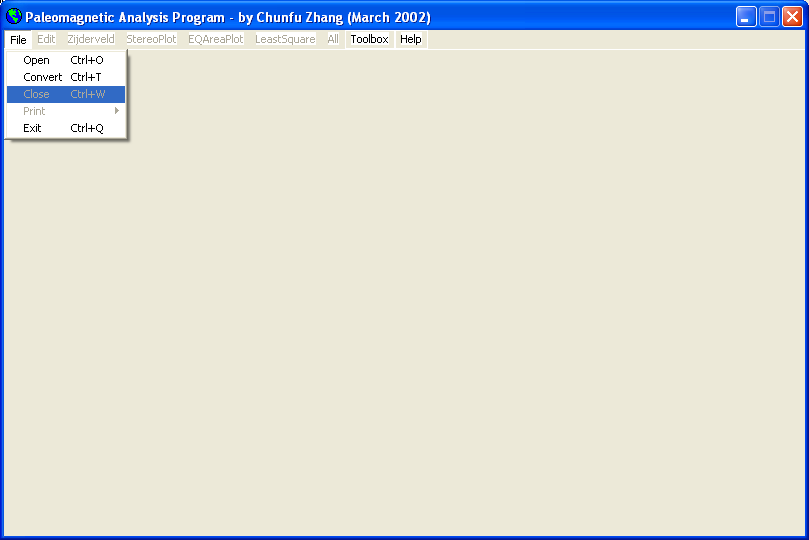 Paleomagnetic Analysis Program - by Chunfu Zhang (March 2002)
File Edit Zijderveld StereoPlot EQAreaPlot LeastSquare All Toolbox Help
Open Ctrl+O
Convert Ctrl+T
Close Ctrl+W
Print
Exit Ctrl+Q